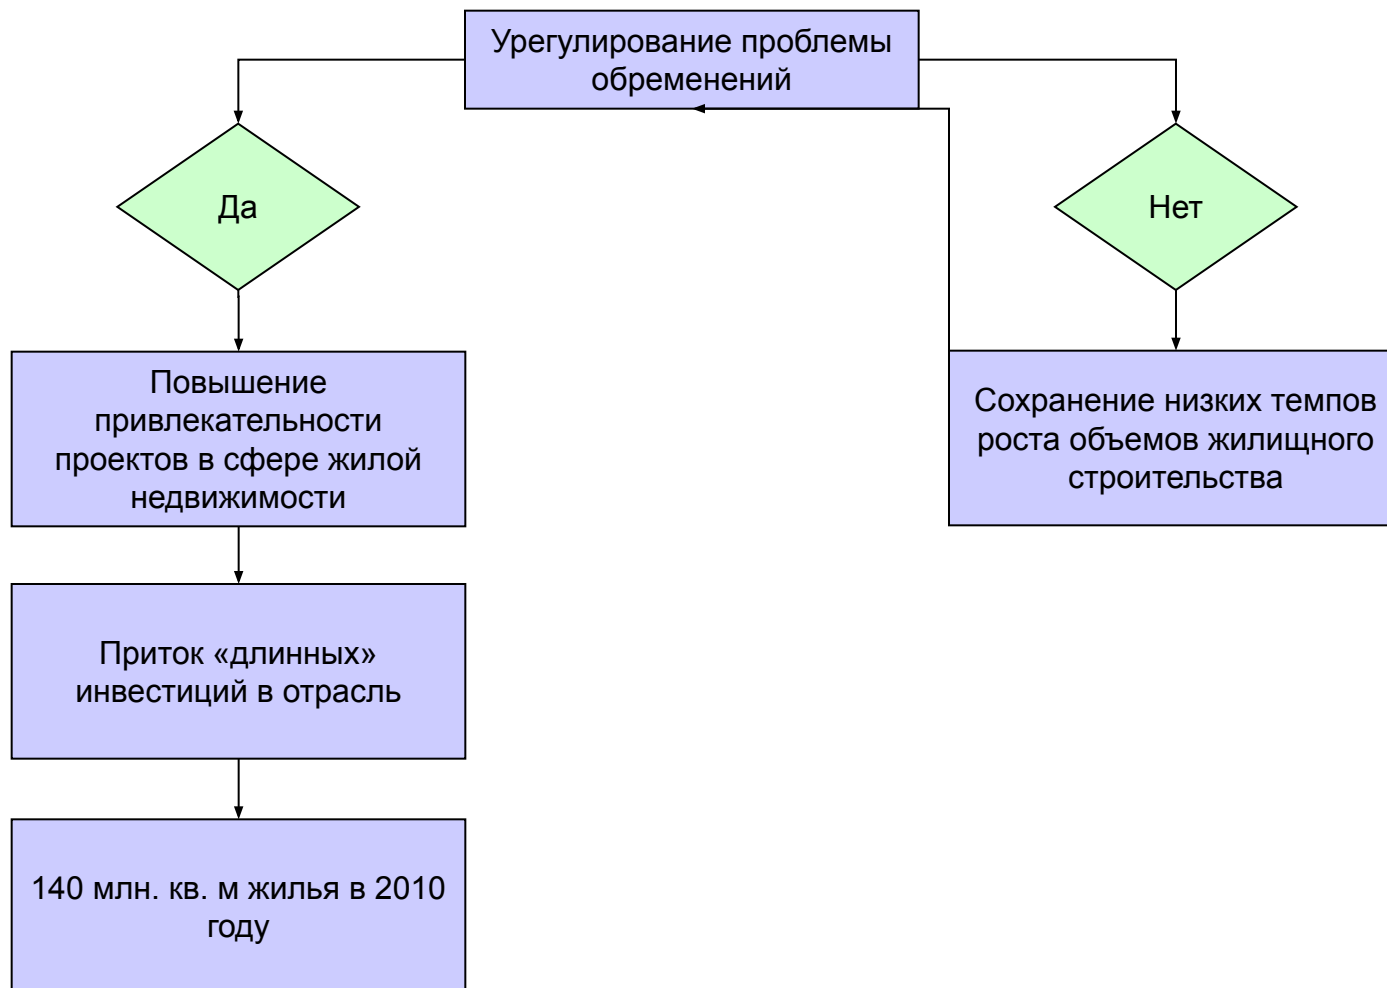 Урегулирование проблемы
обременений
Да
Нет
Повышение
привлекательности
проектов в сфере жилой
недвижимости
Сохранение низких темпов
роста объемов жилищного
строительства
Приток «длинных»
инвестиций в отрасль
140 млн. кв. м жилья в 2010
году